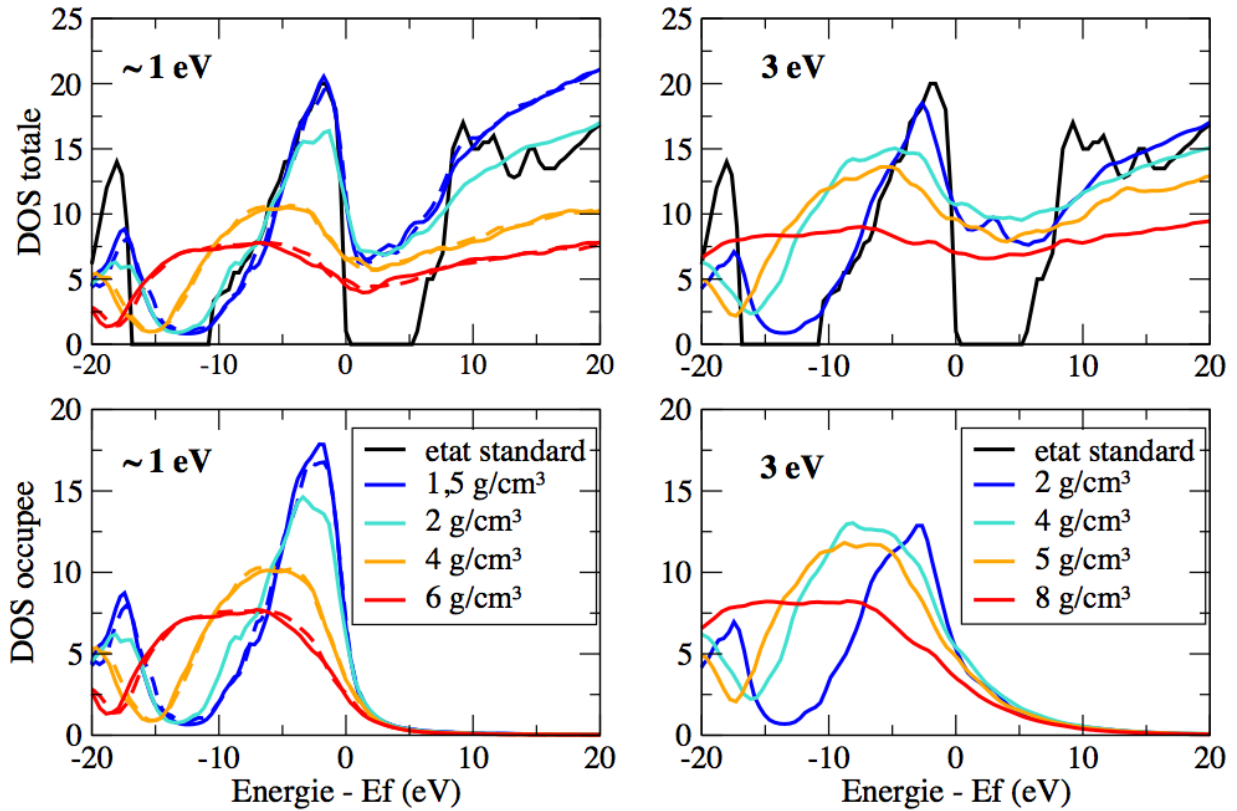 25
20
15
10
5
0
DOS totale
~ 1 eV
-20
-10
0
10
20
25
20
15
10
5
0
3 eV
-20
-10
0
10
20
20
15
10
5
0
DOS occupee
~ 1 eV
etat standard
1,5 g/cm³
2 g/cm³
4 g/cm³
6 g/cm³
-20
-10
0
10
20
Energie - Ef (eV)
20
15
10
5
0
3 eV
etat standard
2 g/cm³
4 g/cm³
5 g/cm³
8 g/cm³
-20
-10
0
10
20
Energie - Ef (eV)